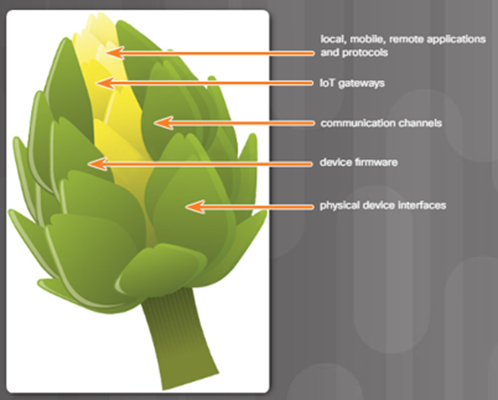 local, mobile, remote applications
and protocols
IoT gateways
communication channels
device firmware
physical device interfaces